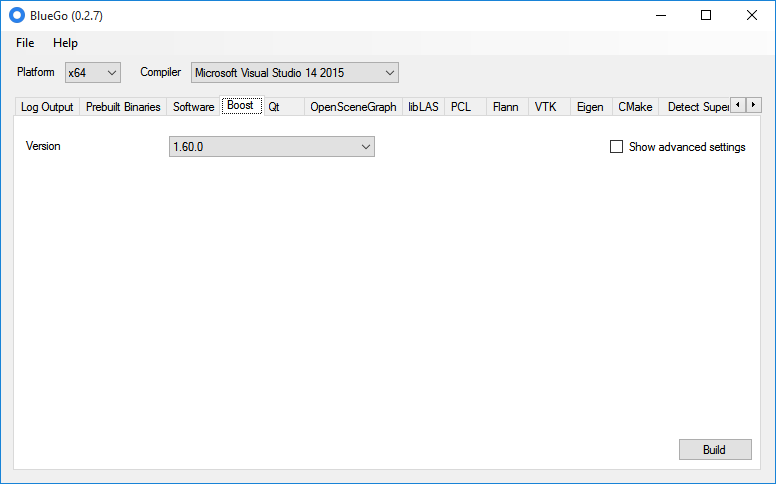 BlueGo (0.2.7)
File Help
Platform x64 Compiler Microsoft Visual Studio 14 2015
Log Output Prebuilt Binaries Software Boost Qt OpenSceneGraph libLAS PCL Flann VTK Eigen CMake Detect Super
Version 1.60.0 Show advanced settings
Build